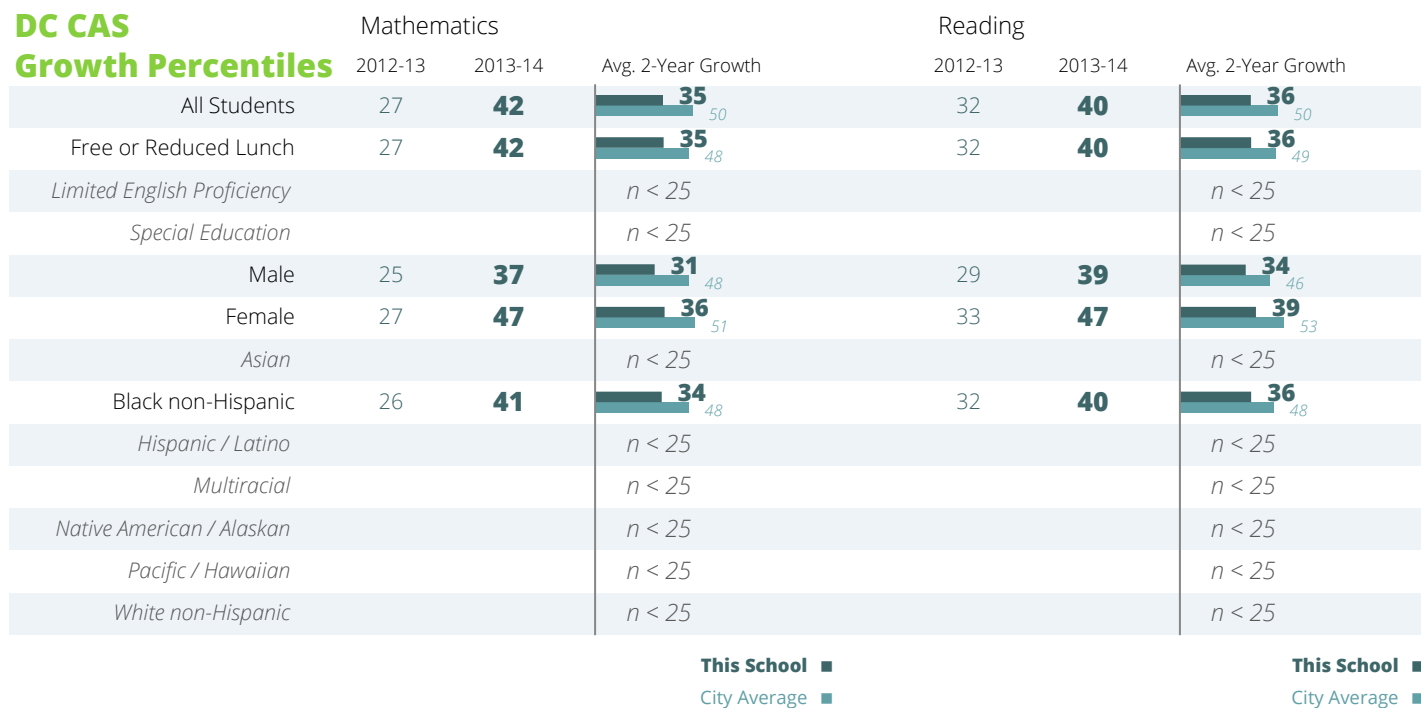 DC CAS
Growth Percentiles
Mathematics
Reading
2012-13 2013-14 Avg. 2-Year Growth 2012-13 2013-14 Avg. 2-Year Growth
All Students 27 42 35 50 32 40 36 50
Free or Reduced Lunch 27 42 35 48 32 40 36 49
Limited English Proficiency n < 25 n < 25
Special Education n < 25 n < 25
Male 25 37 31 48 29 39 34 46
Female 27 47 36 51 33 47 39 53
Asian n < 25 n < 25
Black non-Hispanic 26 41 34 48 32 40 36 48
Hispanic / Latino n < 25 n < 25
Multiracial n < 25 n < 25
Native American / Alaskan n < 25 n < 25
Pacific / Hawaiian n < 25 n < 25
White non-Hispanic n < 25 n < 25
This School This School
City Average City Average